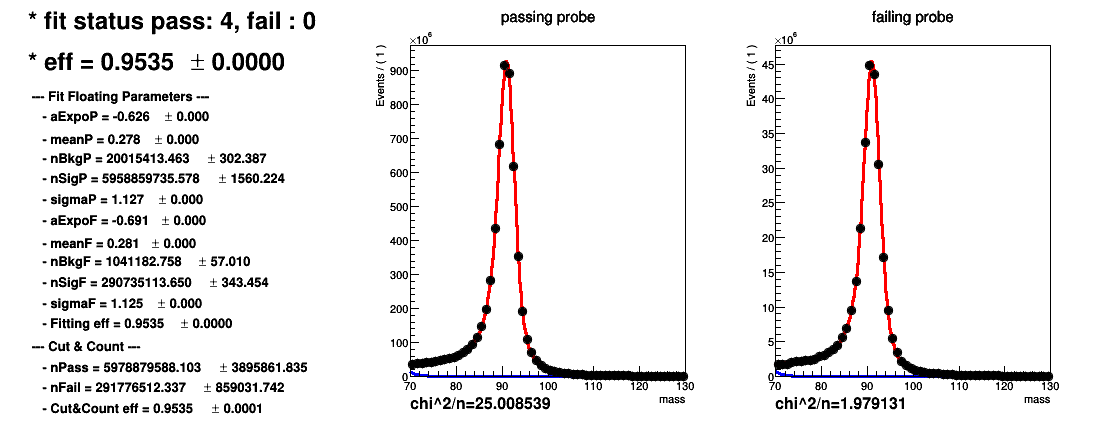 * fit status pass: 4, fail : 0
* eff = 0.9535 ± 0.0000
--- Fit Floating Parameters ---
- aExpoP = -0.626 ± 0.000
- meanP = 0.278 ± 0.000
- nBkgP = 20015413.463 ± 302.387
- nSigP = 5958859735.578 ± 1560.224
- sigmaP = 1.127 ± 0.000
- aExpoF = -0.691 ± 0.000
- meanF = 0.281 ± 0.000
- nBkgF = 1041182.758 ± 57.010
- nSigF = 290735113.650 ± 343.454
- sigmaF = 1.125 ± 0.000
- Fitting eff = 0.9535 ± 0.0000
--- Cut & Count ---
- nPass = 5978879588.103 ± 3895861.835
- nFail = 291776512.337 ± 859031.742
- Cut&Count eff = 0.9535 ± 0.0001
passing probe
×10^6
Events / ( 1 )
900
800
700
600
500
400
300
200
100
0
70 80 90 100 110 120 130
mass
chi^2/n=25.008539
failing probe
×10^6
Events / ( 1 )
45
40
35
30
25
20
15
10
5
0
70 80 90 100 110 120 130
mass
chi^2/n=1.979131